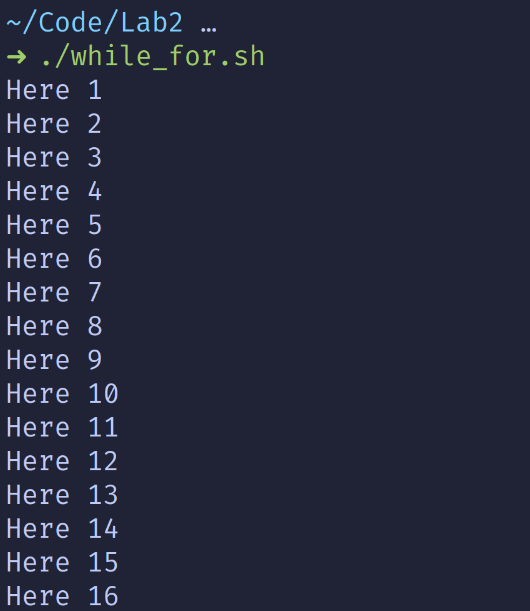 ~/Code/Lab2 …
➜ ./while_for.sh
Here 1
Here 2
Here 3
Here 4
Here 5
Here 6
Here 7
Here 8
Here 9
Here 10
Here 11
Here 12
Here 13
Here 14
Here 15
Here 16